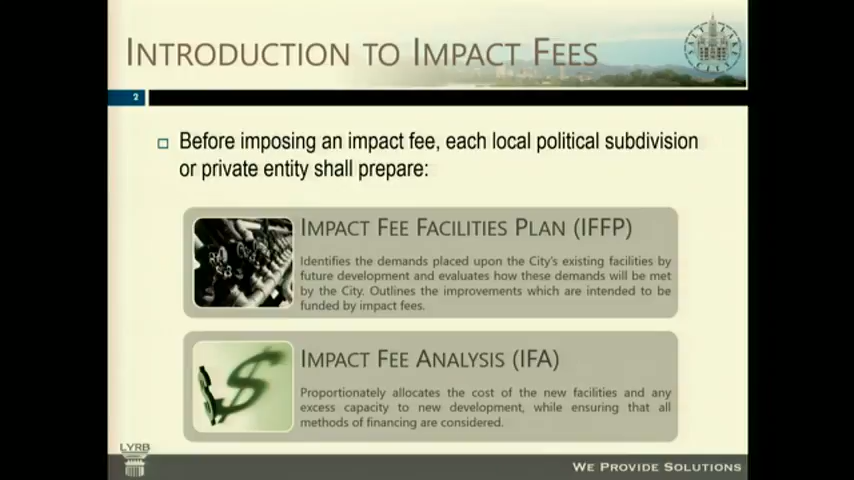 INTRODUCTION TO IMPACT FEES
2
Before imposing an impact fee, each local political subdivision
or private entity shall prepare:
IMPACT FEE FACILITIES PLAN (IFFP)
Identifies the demands placed upon the City's existing facilities by
future development and evaluates how these demands will be met
by the City. Outlines the improvements which are intended to be
funded by impact fees.
IMPACT FEE ANALYSIS (IFA)
Proportionately allocates the cost of the new facilities and any
excess capacity to new development, while ensuring that all
methods of financing are considered.
LYRB
WE PROVIDE SOLUTIONS